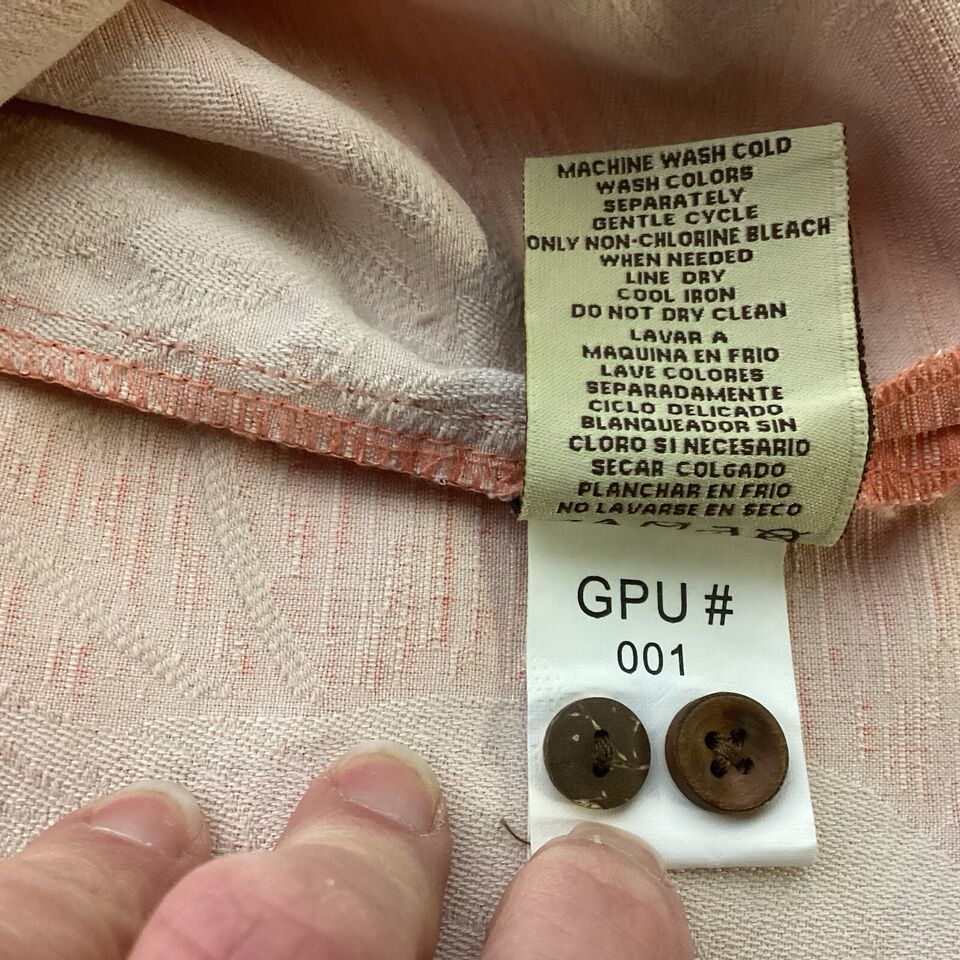 MACHINE WASH COLD
WASH COLORS
SEPARATELY
GENTLE CYCLE
ONLY NON-CHLORINE BLEACH
WHEN NEEDED
LINE DRY
COOL IRON
DO NOT DRY CLEAN
LAVAR A
MAQUINA EN FRIO
LAVE COLORES
SEPARADAMENTE
CICLO DELICADO
BLANQUEADOR SIN
CLORO SI NECESARIO
SECAR COLGADO
PLANCHAR EN FRIO
NO LAVARSE EN SECO
GPU #
001